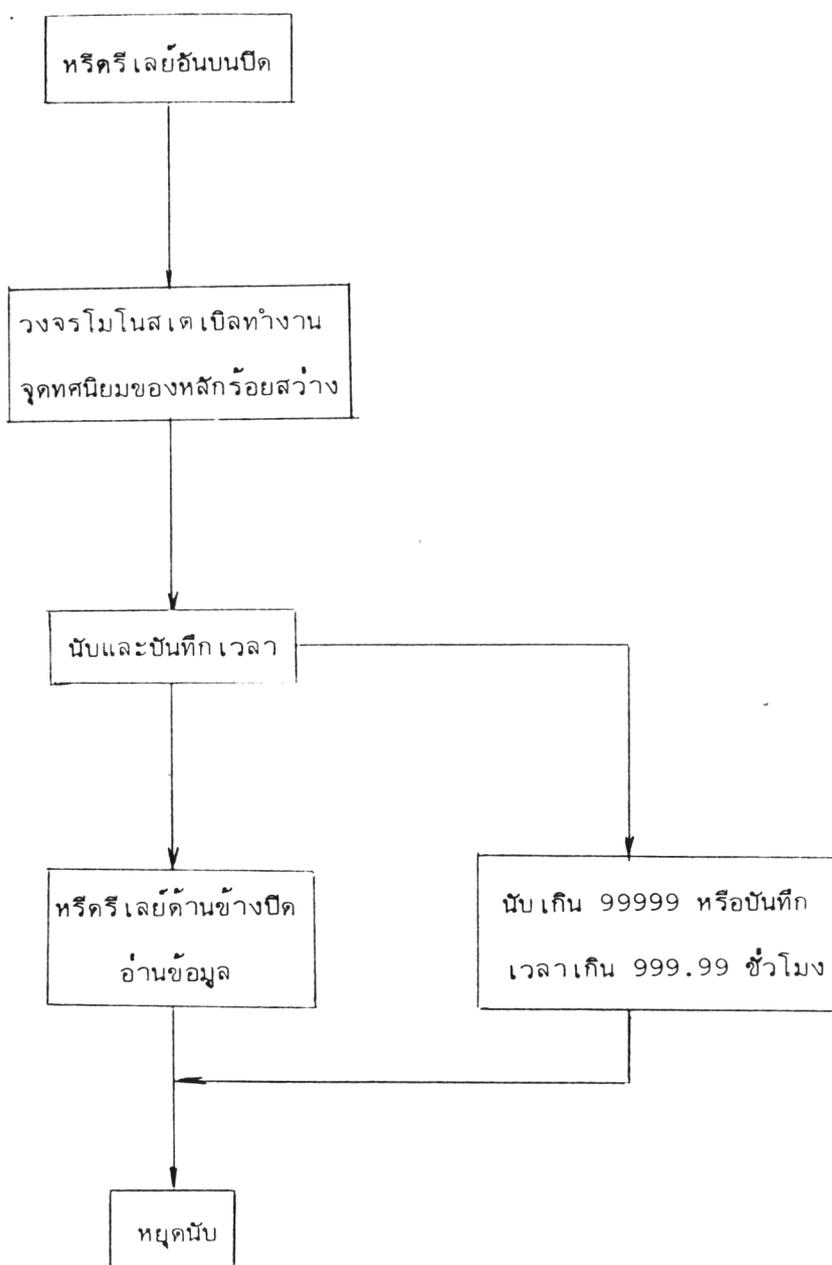 หรีดรีเลย์อันบนปิด
วงจรโมโนสเตเบิลทำงาน
จุดทศนิยมของหลักร้อยสว่าง
นับและบันทึกเวลา
หรีดรีเลย์ด้านข้างปิด
อ่านข้อมูล
นับเกิน 99999 หรือบันทึก
เวลาเกิน 999.99 ชั่วโมง
หยุดนับ